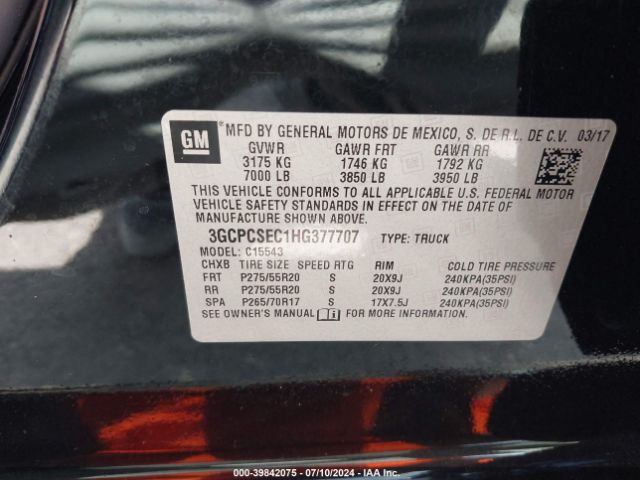 GM MFD BY GENERAL MOTORS DE MEXICO, S. DE R.L. DE C.V. 03/17
GVWR GAWR FRT GAWR RR
3175 KG 1746 KG 1792 KG
7000 LB 3850 LB 3950 LB
THIS VEHICLE CONFORMS TO ALL APPLICABLE U.S. FEDERAL MOTOR
VEHICLE SAFETY STANDARDS IN EFFECT ON THE DATE OF
MANUFACTURE SHOWN ABOVE.
3GCPCSEC1HG377707 TYPE: TRUCK
MODEL: C15543
CHXB TIRE SIZE SPEED RTG RIM COLD TIRE PRESSURE
FRT P275/55R20 S 20X9J 240KPA(35PSI)
RR P275/55R20 S 20X9J 240KPA(35PSI)
SPA P265/70R17 S 17X7.5J 240KPA(35PSI)
SEE OWNER'S MANUAL FOR MORE INFORMATION.
000-39842075 - 07/10/2024 - IAA Inc.